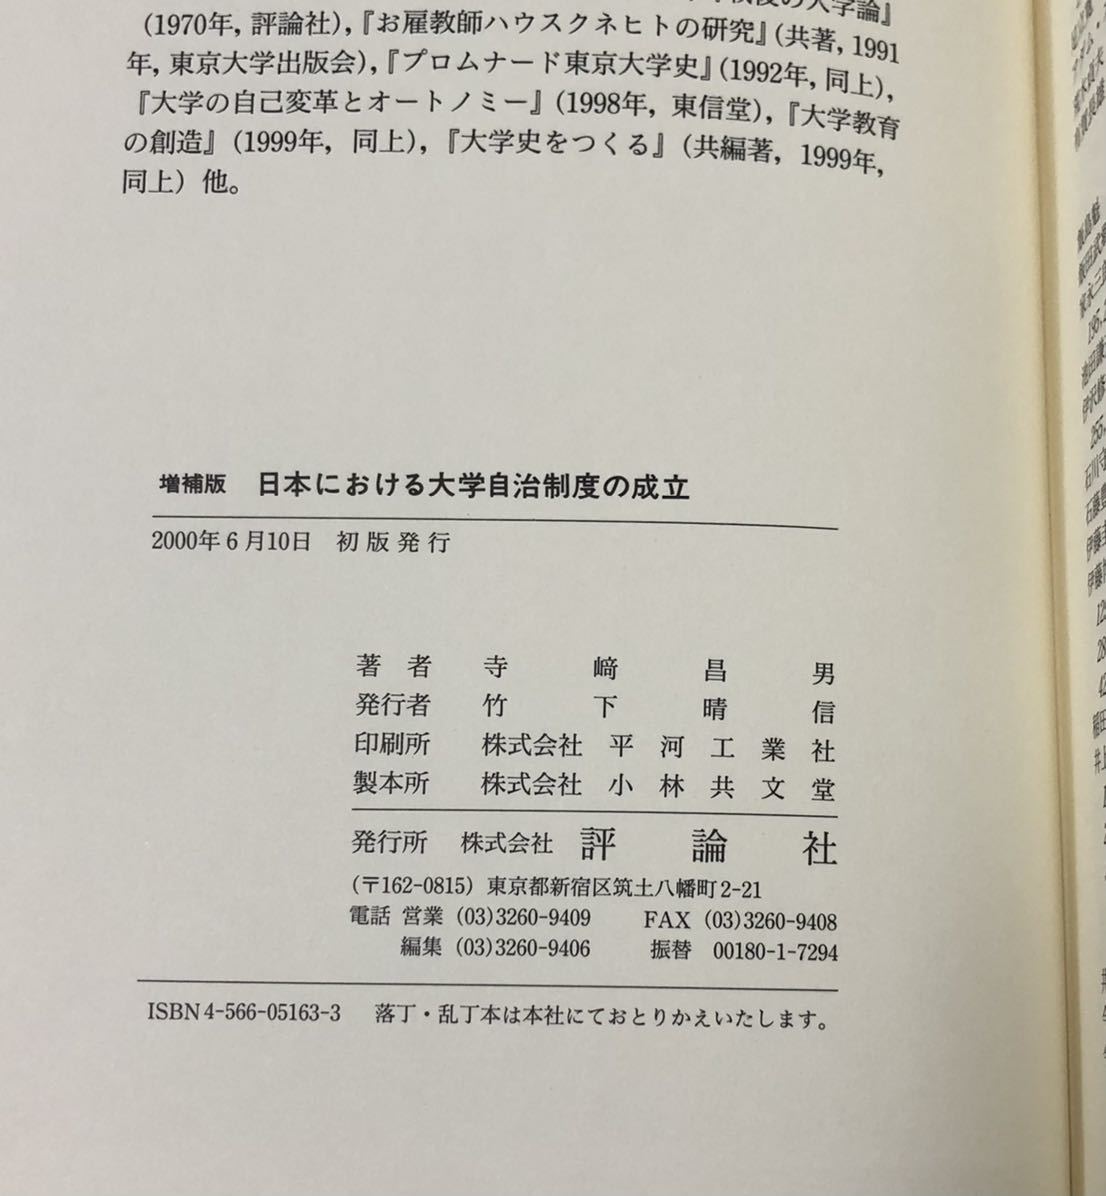 の大学論』
(1970年, 評論社),『お雇教師ハウスクネヒトの研究』(共著, 1991
年, 東京大学出版会),『プロムナード東京大学史』(1992年, 同上),
『大学の自己変革とオートノミー』(1998年, 東信堂),『大学教育
の創造』(1999年, 同上),『大学史をつくる』(共編著, 1999年,
同上) 他。
増補版 日本における大学自治制度の成立
2000年6月10日 初版発行
著者 寺﨑昌男
発行者 竹下晴信
印刷所 株式会社 平河工業社
製本所 株式会社 小林共文堂
発行所 株式会社 評論社
(〒162-0815) 東京都新宿区筑土八幡町2-21
電話 営業 (03)3260-9409 FAX (03)3260-9408
編集 (03)3260-9406 振替 00180-1-7294
ISBN4-566-05163-3 落丁・乱丁本は本社にておとりかえいたします。